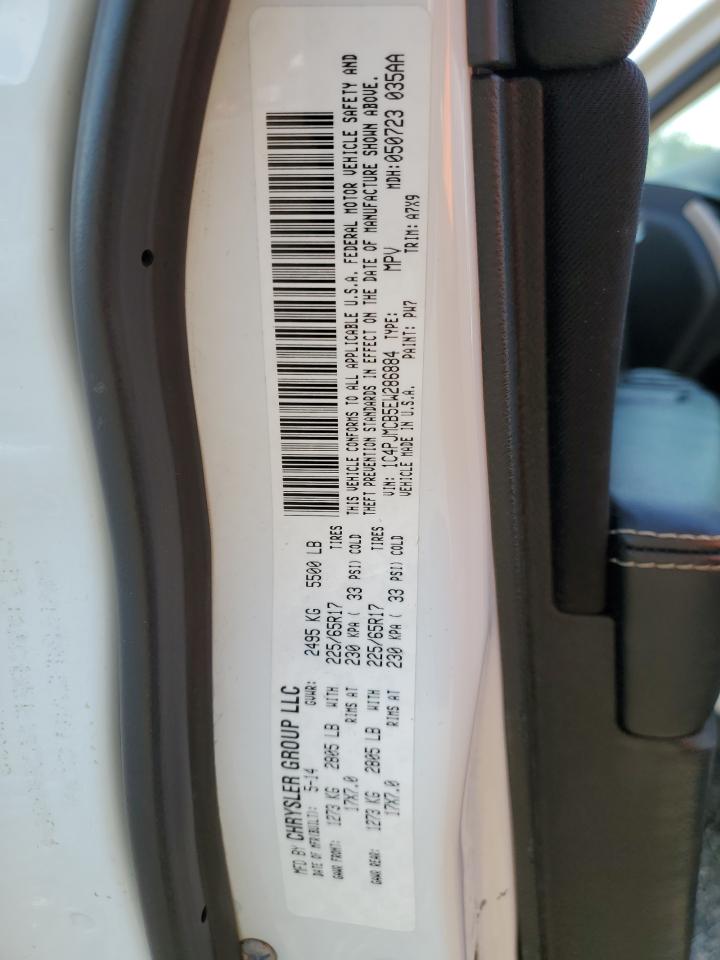 MFD BY CHRYSLER GROUP LLC
DATE OF MFR(BUILT): 5-14 GVWR: 2495 KG 5500 LB
GAWR FRONT: 1273 KG 2805 LB WITH 225/65R17 TIRES
17X7.0 RIMS AT 230 KPA ( 33 PSI) COLD
GAWR REAR: 1273 KG 2805 LB WITH 225/65R17 TIRES
17X7.0 RIMS AT 230 KPA ( 33 PSI) COLD
THIS VEHICLE CONFORMS TO ALL APPLICABLE U.S.A. FEDERAL MOTOR VEHICLE SAFETY AND
THEFT PREVENTION STANDARDS IN EFFECT ON THE DATE OF MANUFACTURE SHOWN ABOVE.
VIN: 1C4PJMCB5EW286884 TYPE: MPV MDH:050723 035AA
VEHICLE MADE IN U.S.A. PAINT: PW7 TRIM: A7X9